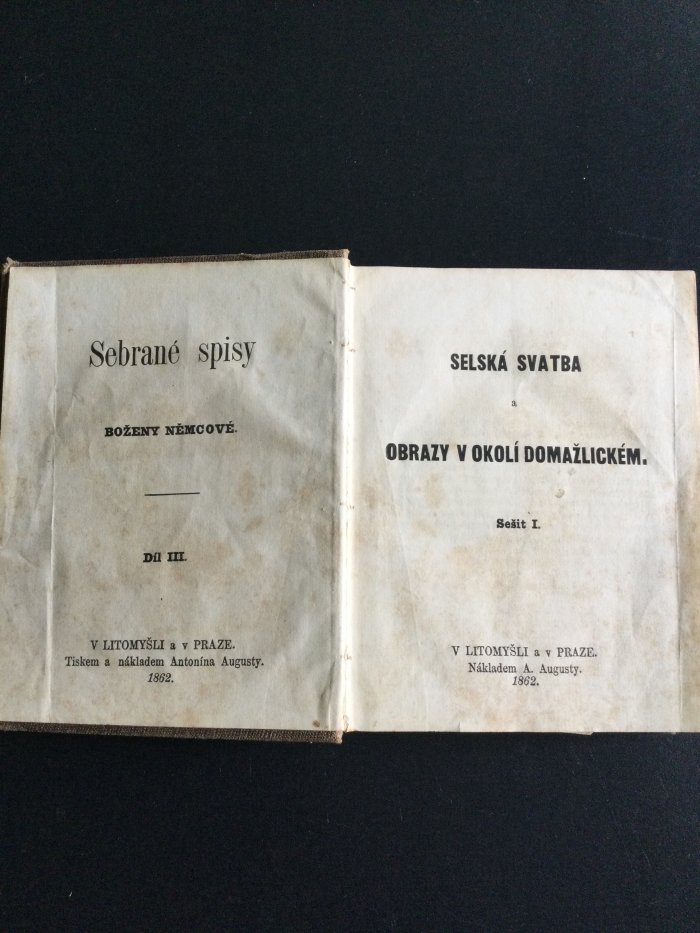 Sebrané spisy
BOŽENY NĚMCOVÉ.
Díl III.
V LITOMYŠLI a v PRAZE.
Tiskem a nákladem Antonína Augusty.
1862.
SELSKÁ SVATBA
a
OBRAZY V OKOLÍ DOMAŽLICKÉM.
Sešit I.
V LITOMYŠLI a v PRAZE.
Nákladem A. Augusty.
1862.